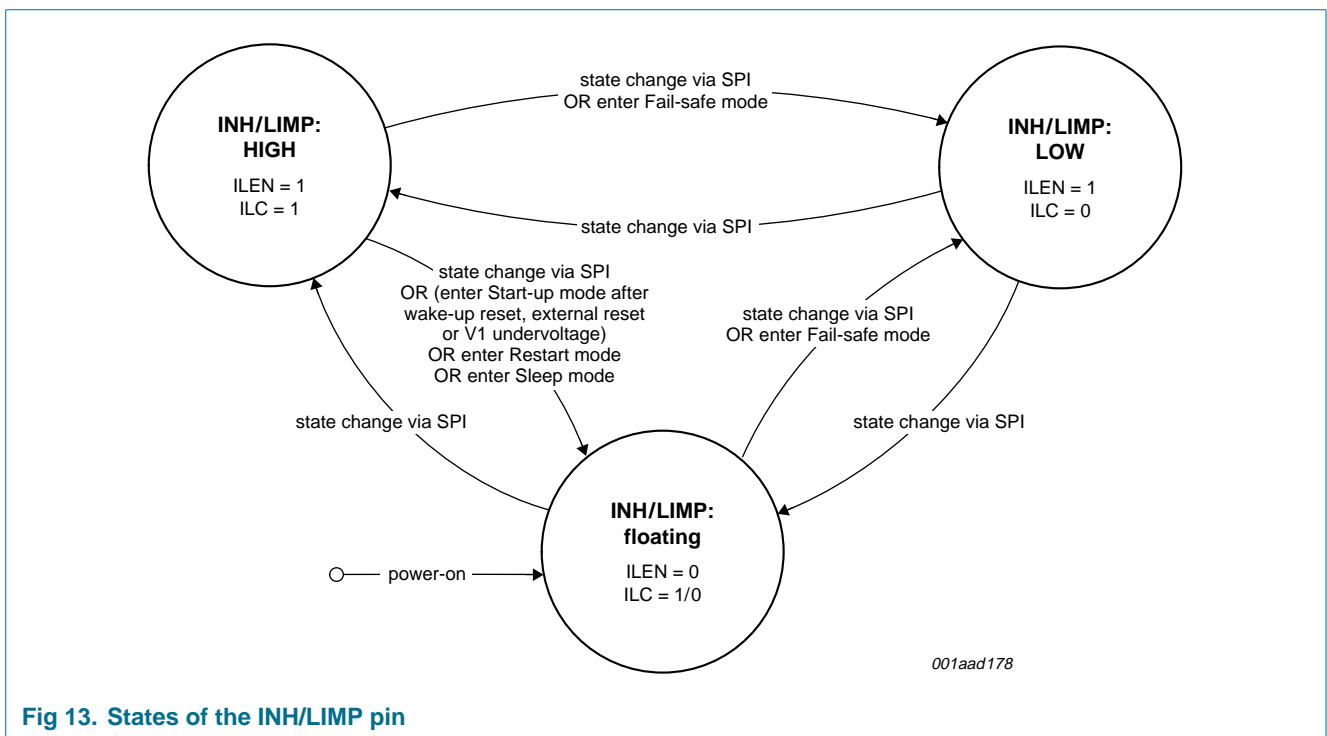 state change via SPI
OR enter Fail-safe mode
INH/LIMP:
HIGH
ILEN = 1
ILC = 1
INH/LIMP:
LOW
ILEN = 1
ILC = 0
state change via SPI
state change via SPI
OR (enter Start-up mode after
wake-up reset, external reset
or V1 undervoltage)
OR enter Restart mode
OR enter Sleep mode
state change via SPI
OR enter Fail-safe mode
state change via SPI
state change via SPI
INH/LIMP:
floating
ILEN = 0
ILC = 1/0
power-on
001aad178
Fig 13. States of the INH/LIMP pin